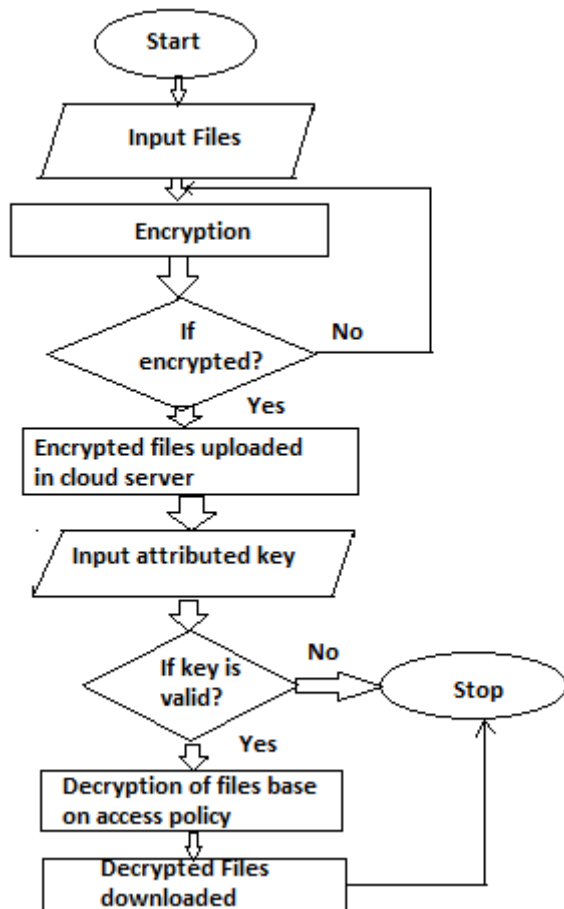 Start
Input Files
Encryption
If
encrypted?
No
Yes
Encrypted files uploaded
in cloud server
Input attributed key
If key is
valid?
No
Stop
Yes
Decryption of files base
on access policy
Decrypted Files
downloaded